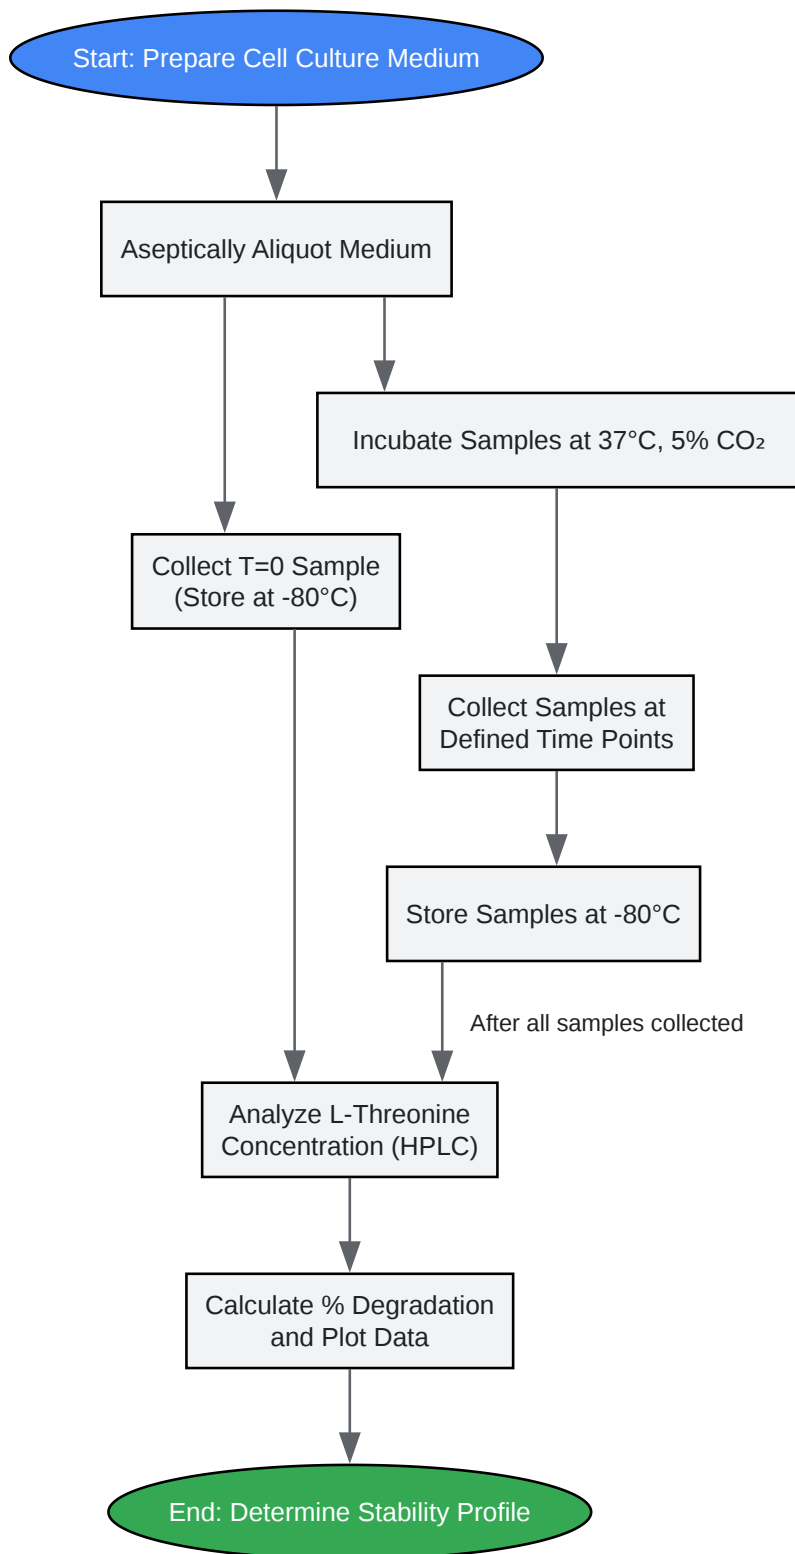 Start: Prepare Cell Culture Medium
Aseptically Aliquot Medium
Incubate Samples at 37°C, 5% CO₂
Collect T=0 Sample
(Store at -80°C)
Collect Samples at
Defined Time Points
Store Samples at -80°C
After all samples collected
Analyze L-Threonine
Concentration (HPLC)
Calculate % Degradation
and Plot Data
End: Determine Stability Profile